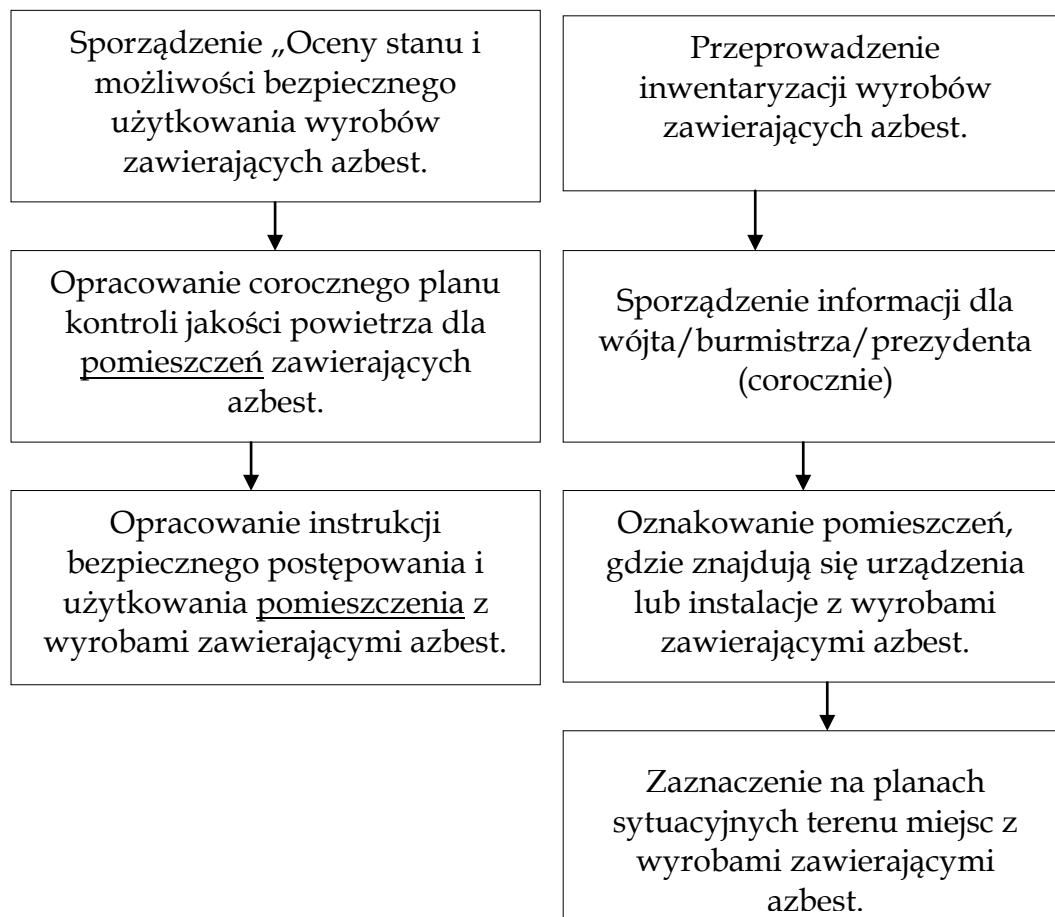 Sporządzenie „Oceny stanu i
możliwości bezpiecznego
użytkowania wyrobów
zawierających azbest.
Opracowanie corocznego planu
kontroli jakości powietrza dla
pomieszczeń zawierających
azbest.
Opracowanie instrukcji
bezpiecznego postępowania i
użytkowania pomieszczenia z
wyrobami zawierającymi azbest.
Przeprowadzenie
inwentaryzacji wyrobów
zawierających azbest.
Sporządzenie informacji dla
wójta/burmistrza/prezydenta
(corocznie)
Oznakowanie pomieszczeń,
gdzie znajdują się urządzenia
lub instalacje z wyrobami
zawierającymi azbest.
Zaznaczenie na planach
sytuacyjnych terenu miejsc z
wyrobami zawierającymi
azbest.